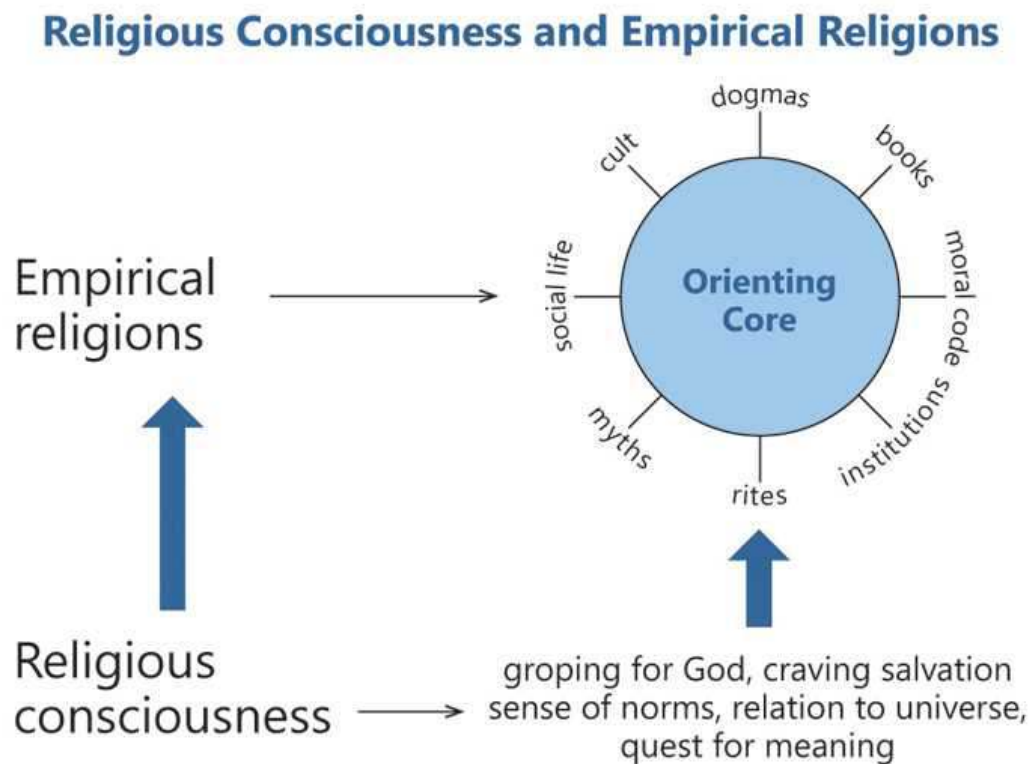 Religious Consciousness and Empirical Religions
dogmas
cult
books
social life
moral code
Empirical
religions
Orienting
Core
myths
institutions
rites
Religious
consciousness
groping for God, craving salvation
sense of norms, relation to universe,
quest for meaning